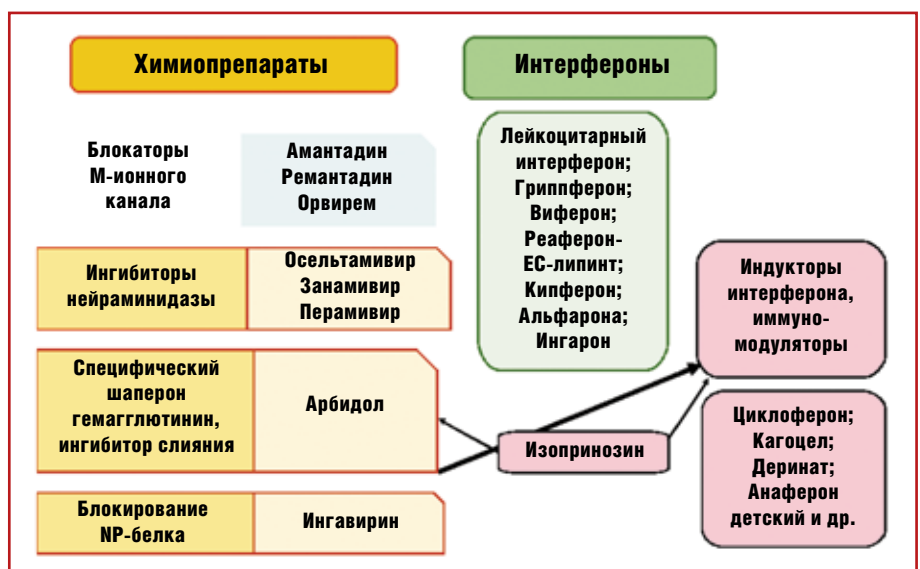 Химиопрепараты
Интерфероны
Блокаторы
М-ионного
канала
Амантадин
Ремантадин
Орвирем
Ингибиторы
нейраминидазы
Осельтамивир
Занамивир
Перамивир
Специфический
шаперон
гемагглютинин,
ингибитор слияния
Арбидол
Блокирование
NP-белка
Ингавирин
Лейкоцитарный
интерферон;
Гриппферон;
Виферон;
Реаферон-
ЕС-липинт;
Кипферон;
Альфарона;
Ингарон
Изопринозин
Индукторы
интерферона,
иммуно-
модуляторы
Циклоферон;
Кагоцел;
Деринат;
Анаферон
детский и др.